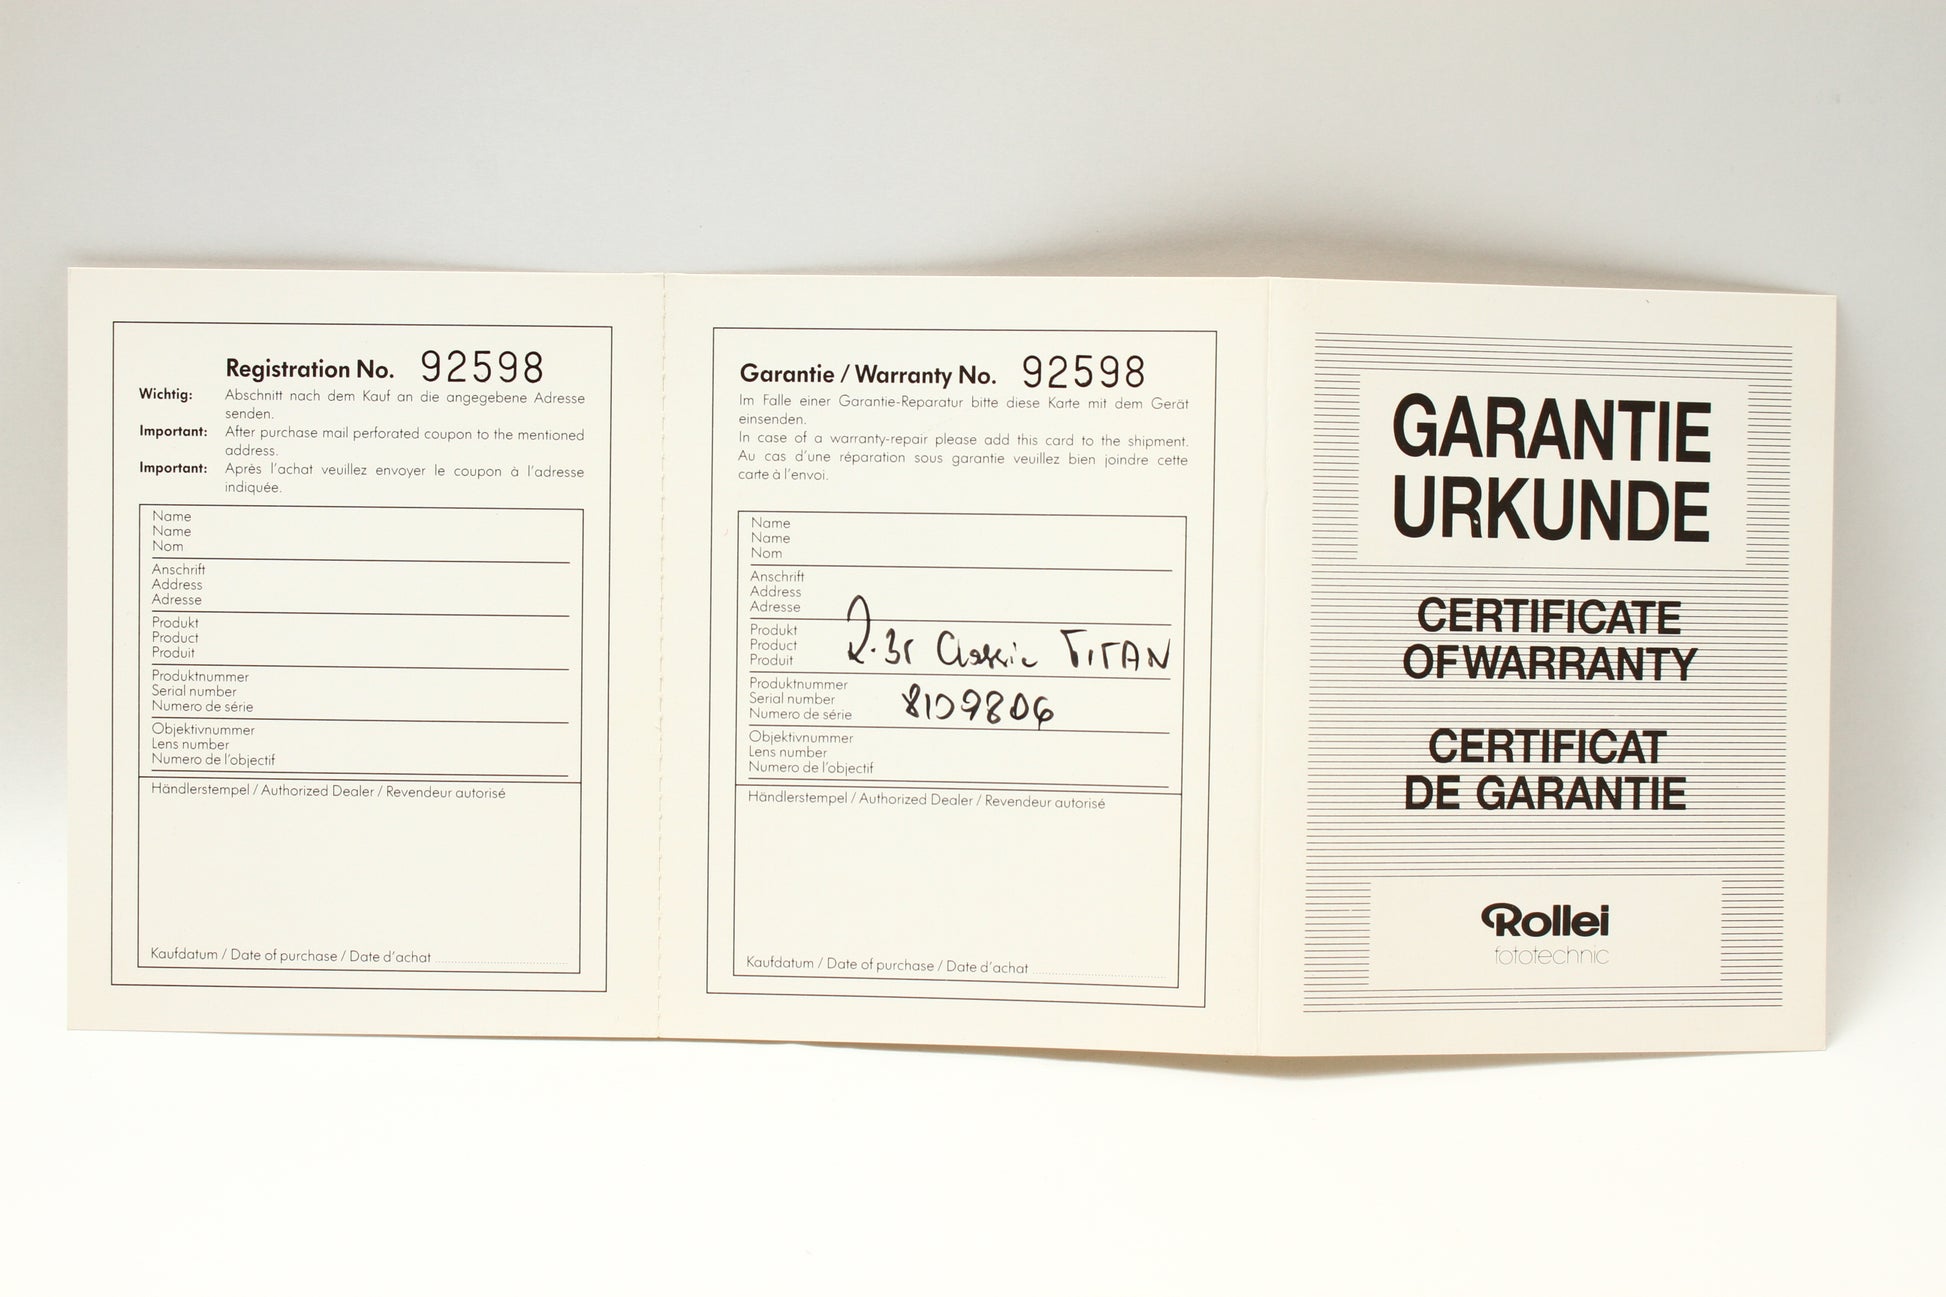 Registration No. 92598
Wichtig: Abschnitt nach dem Kauf an die angegebene Adresse
senden.
Important: After purchase mail perforated coupon to the mentioned
address.
Important: Après l'achat veuillez envoyer le coupon à l'adresse
indiquée.
Name
Name
Nom
Anschrift
Address
Adresse
Produkt
Product
Produit
Produktnummer
Serial number
Numero de série
Objektivnummer
Lens number
Numero de l'objectif
Händlerstempel / Authorized Dealer / Revendeur autorisé
Kaufdatum / Date of purchase / Date d'achat
Garantie / Warranty No. 92598
Im Falle einer Garantie-Reparatur bitte diese Karte mit dem Gerät
einsenden.
In case of a warranty-repair please add this card to the shipment.
Au cas d'une réparation sous garantie veuillez bien joindre cette
carte à l'envoi.
Name
Name
Nom
Anschrift
Address
Adresse
Produkt
Product
Produit
Classic TITAN
Produktnummer
Serial number
Numero de série
8109806
Objektivnummer
Lens number
Numero de l'objectif
Händlerstempel / Authorized Dealer / Revendeur autorisé
Kaufdatum / Date of purchase / Date d'achat
GARANTIE
URKUNDE
CERTIFICATE
OF WARRANTY
CERTIFICAT
DE GARANTIE
Rollei
fototechnic